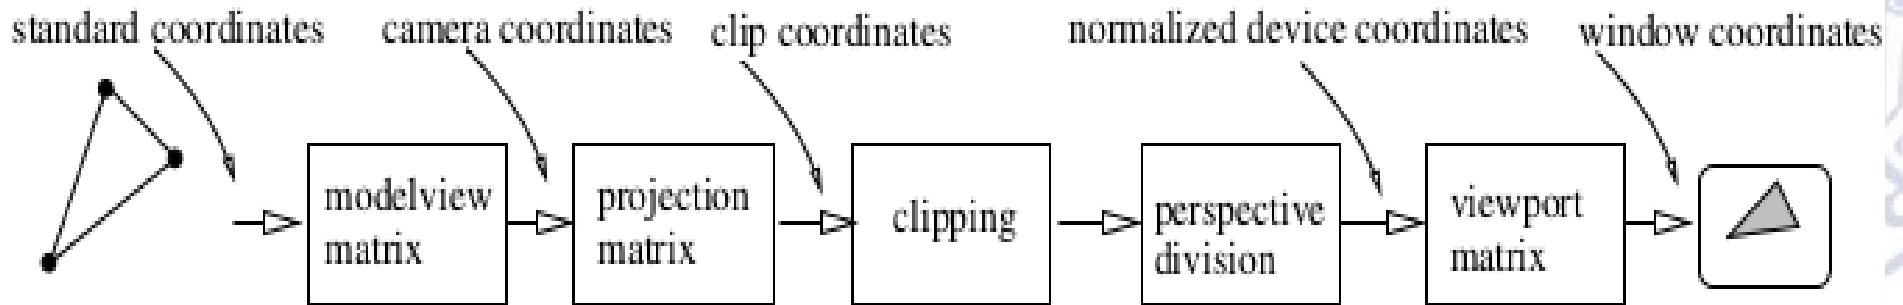 standard coordinates
camera coordinates
clip coordinates
normalized device coordinates
window coordinates
modelview
matrix
projection
matrix
clipping
perspective
division
viewport
matrix